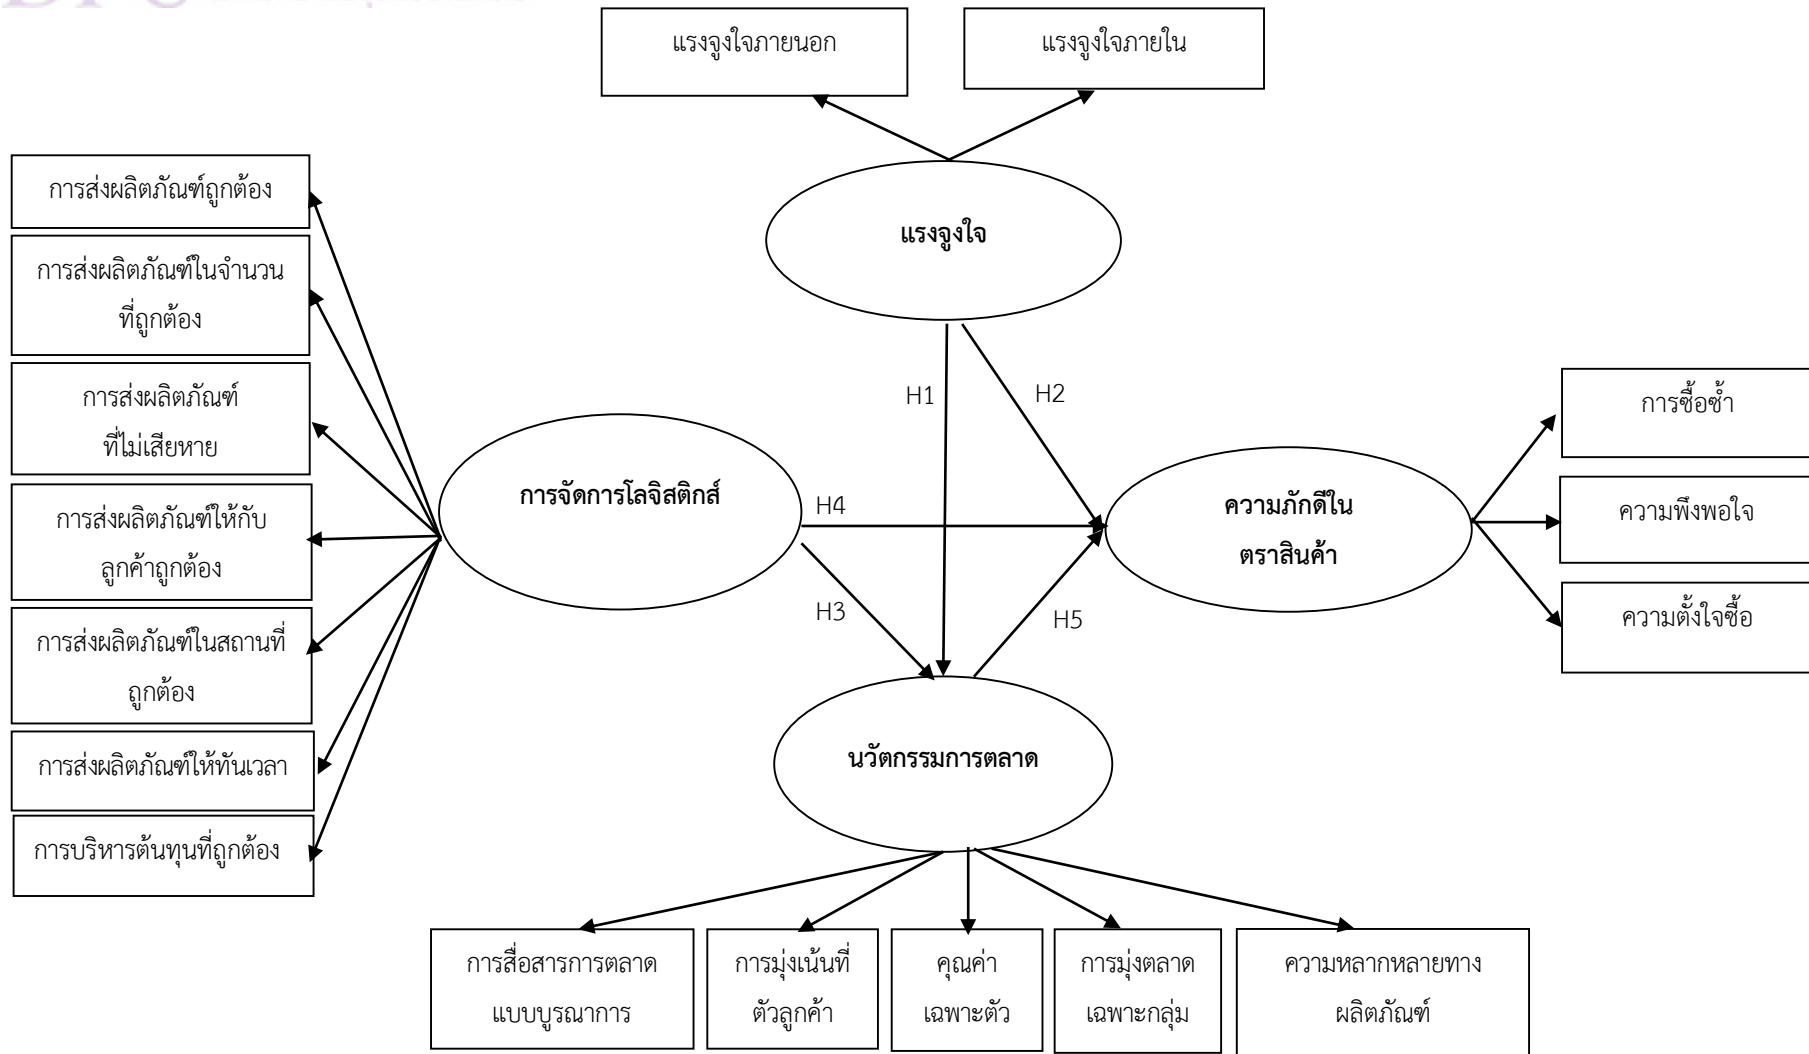 แรงจูงใจภายนอก
แรงจูงใจภายใน
แรงจูงใจ
การส่งผลิตภัณฑ์ถูกต้อง
การส่งผลิตภัณฑ์ในจำนวน
ที่ถูกต้อง
การส่งผลิตภัณฑ์
ที่ไม่เสียหาย
การส่งผลิตภัณฑ์ให้กับ
ลูกค้าถูกต้อง
การส่งผลิตภัณฑ์ในสถานที่
ถูกต้อง
การส่งผลิตภัณฑ์ให้ทันเวลา
การบริหารต้นทุนที่ถูกต้อง
การจัดการโลจิสติกส์
H1
H2
H4
H3
H5
ความภักดีใน
ตราสินค้า
การซื้อซ้ำ
ความพึงพอใจ
ความตั้งใจซื้อ
นวัตกรรมการตลาด
การสื่อสารการตลาด
แบบบูรณาการ
การมุ่งเน้นที่
ตัวลูกค้า
คุณค่า
เฉพาะตัว
การมุ่งตลาด
เฉพาะกลุ่ม
ความหลากหลายทาง
ผลิตภัณฑ์